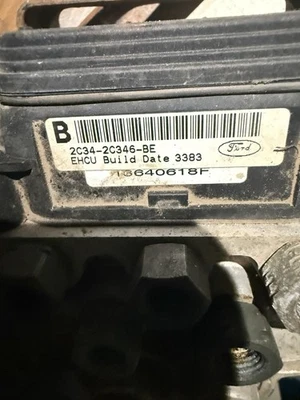 B
2C34-2C346-BE
Ford
EHCU Build Date 3383
13640618F